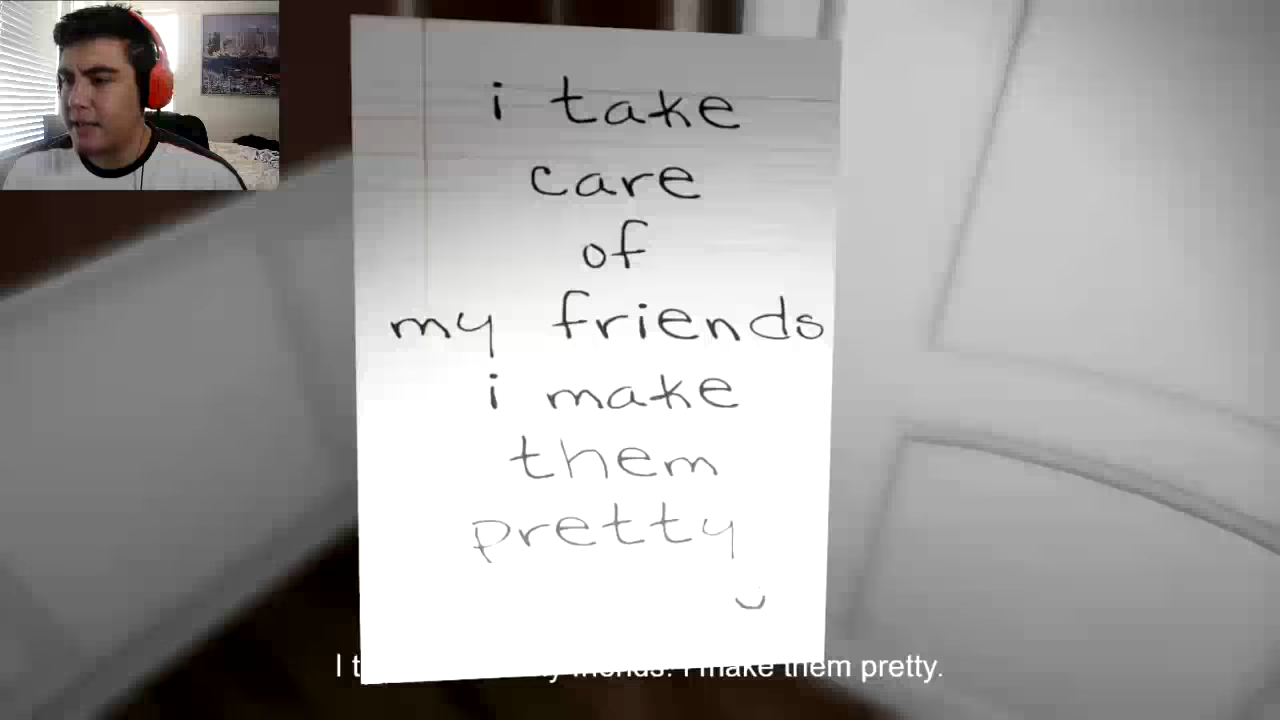 i take
care
of
my friends
i make
them
pretty
I t y friends. I make them pretty.